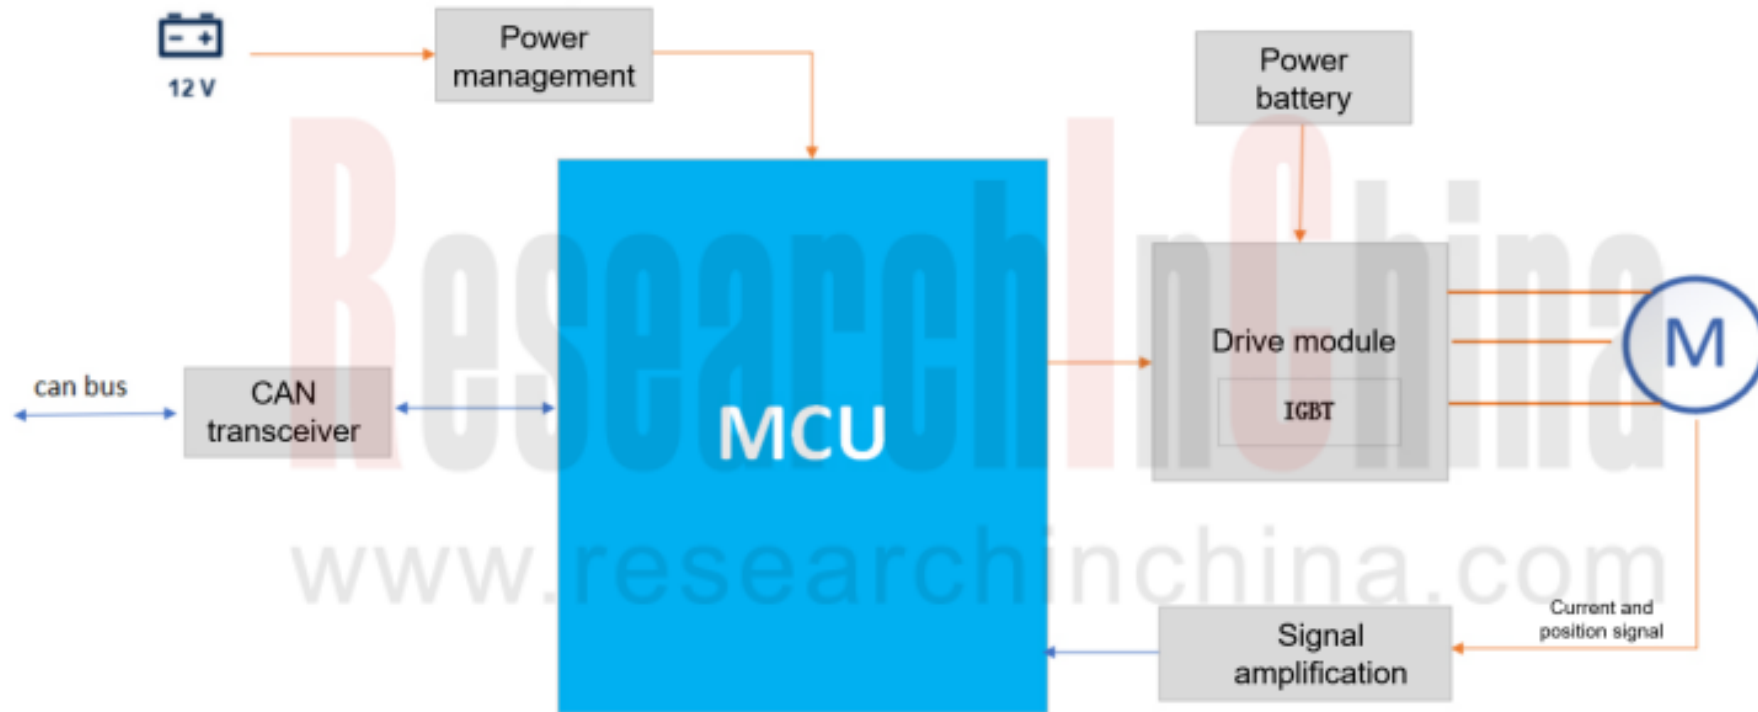 12 V
Power
management
Power
battery
ResearchInChina
can bus
CAN
transceiver
MCU
Drive module
IGBT
M
www.researchinchina.com
Current and
position signal
Signal
amplification